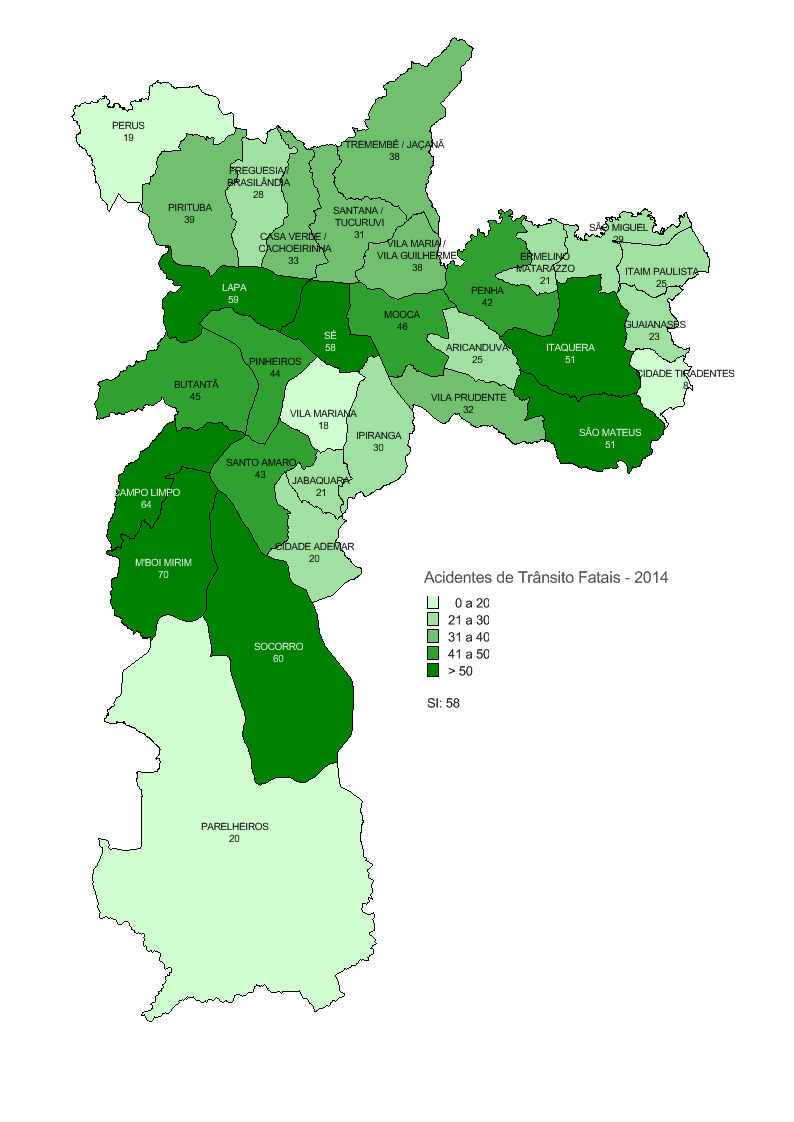 PERUS
19
TREMEMBÉ / JAÇANÃ
38
FREGUESIA/
BRASILÂNDIA
28
PIRITUBA
39
SANTANA /
TUCURUVI
31
CASA VERDE /
CACHOEIRINHA
33
VILA MARIA /
VILA GUILHERME
38
SÃO MIGUEL
29
ERMELINO
MATARAZZO
21
ITAIM PAULISTA
25
LAPA
59
PENHA
42
MOOCA
46
GUAIANASES
23
SÉ
58
ARICANDUVA
25
ITAQUERA
51
PINHEIROS
44
CIDADE TIRADENTES
8
BUTANTÃ
45
VILA PRUDENTE
32
VILA MARIANA
18
IPIRANGA
30
SÃO MATEUS
51
SANTO AMARO
43
JABAQUARA
21
CAMPO LIMPO
64
CIDADE ADEMAR
20
M'BOI MIRIM
70
Acidentes de Trânsito Fatais - 2014
0 a 20
21 a 30
31 a 40
41 a 50
> 50
SI: 58
SOCORRO
60
PARELHEIROS
20